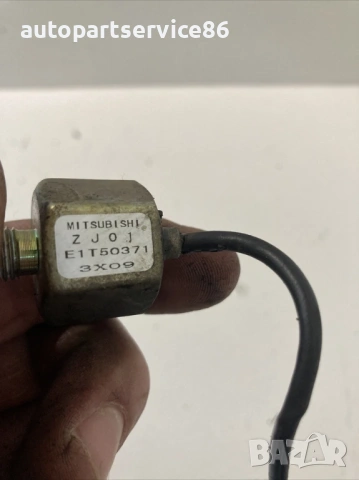 autopartservice86
MITSUBISHI
ZJ01
E1T50371
3X09
BAZAR